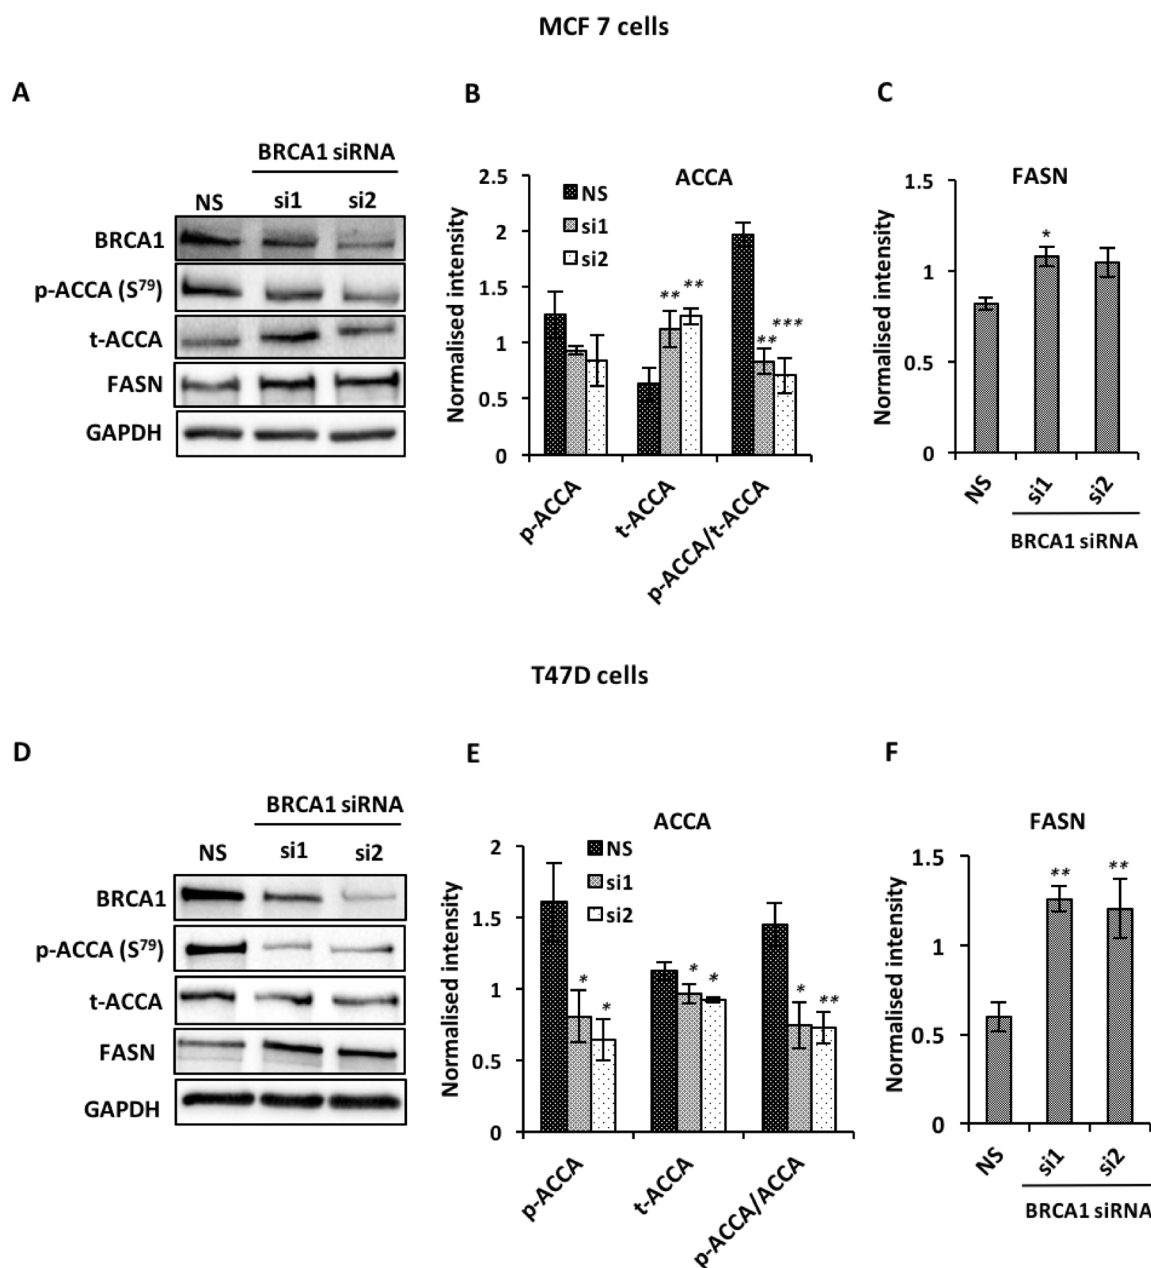 MCF 7 cells
A
BRCA1 siRNA
NS si1 si2
BRCA1
p-ACCA (S⁷⁹)
t-ACCA
FASN
GAPDH
B
ACCA
NS
si1
si2
Normalised intensity
2.5
2
1.5
1
0.5
0
** **
** ***
p-ACCA
t-ACCA
p-ACCA/t-ACCA
C
FASN
Normalised intensity
1.5
1
0.5
0
*
NS
si1
si2
BRCA1 siRNA
T47D cells
D
BRCA1 siRNA
NS si1 si2
BRCA1
p-ACCA (S⁷⁹)
t-ACCA
FASN
GAPDH
E
ACCA
NS
si1
si2
Normalised intensity
2
1.5
1
0.5
0
* *
* *
* **
p-ACCA
t-ACCA
p-ACCA/ACCA
F
FASN
Normalised intensity
1.5
1
0.5
0
** **
NS
si1
si2
BRCA1 siRNA